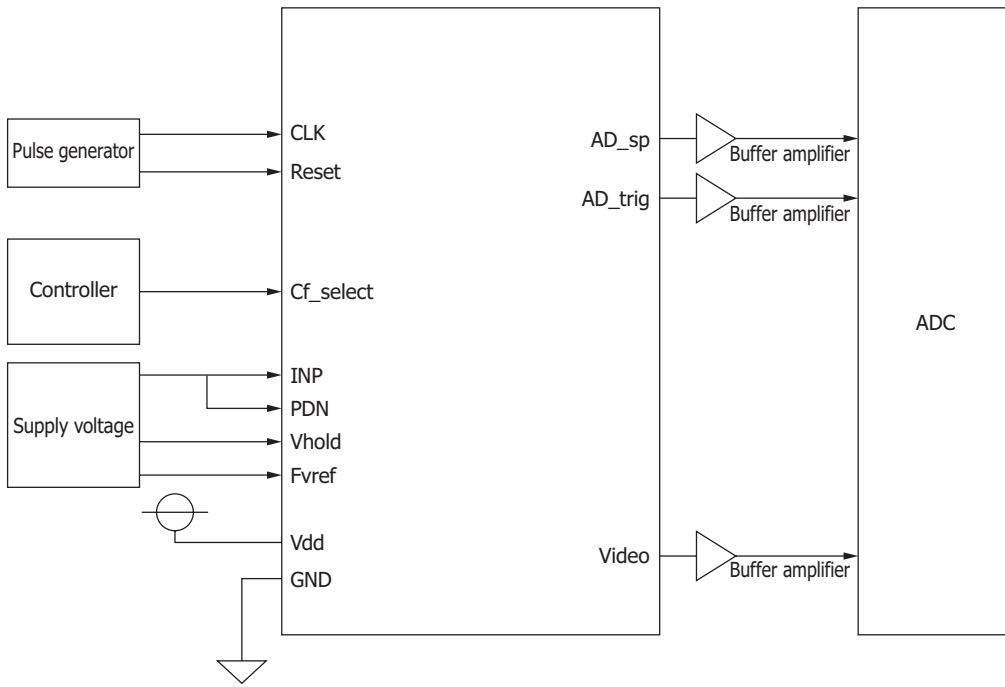 Pulse generator
CLK
Reset
Controller
Cf_select
Supply voltage
INP
PDN
Vhold
Fvref
Vdd
GND
AD_sp
Buffer amplifier
AD_trig
Buffer amplifier
Video
Buffer amplifier
ADC